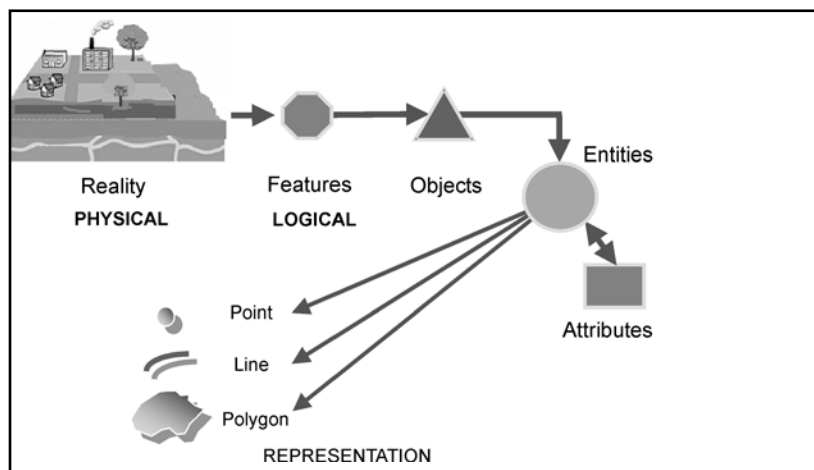 Entities
Reality
Features
Objects
PHYSICAL
LOGICAL
Point
Attributes
Line
Polygon
REPRESENTATION